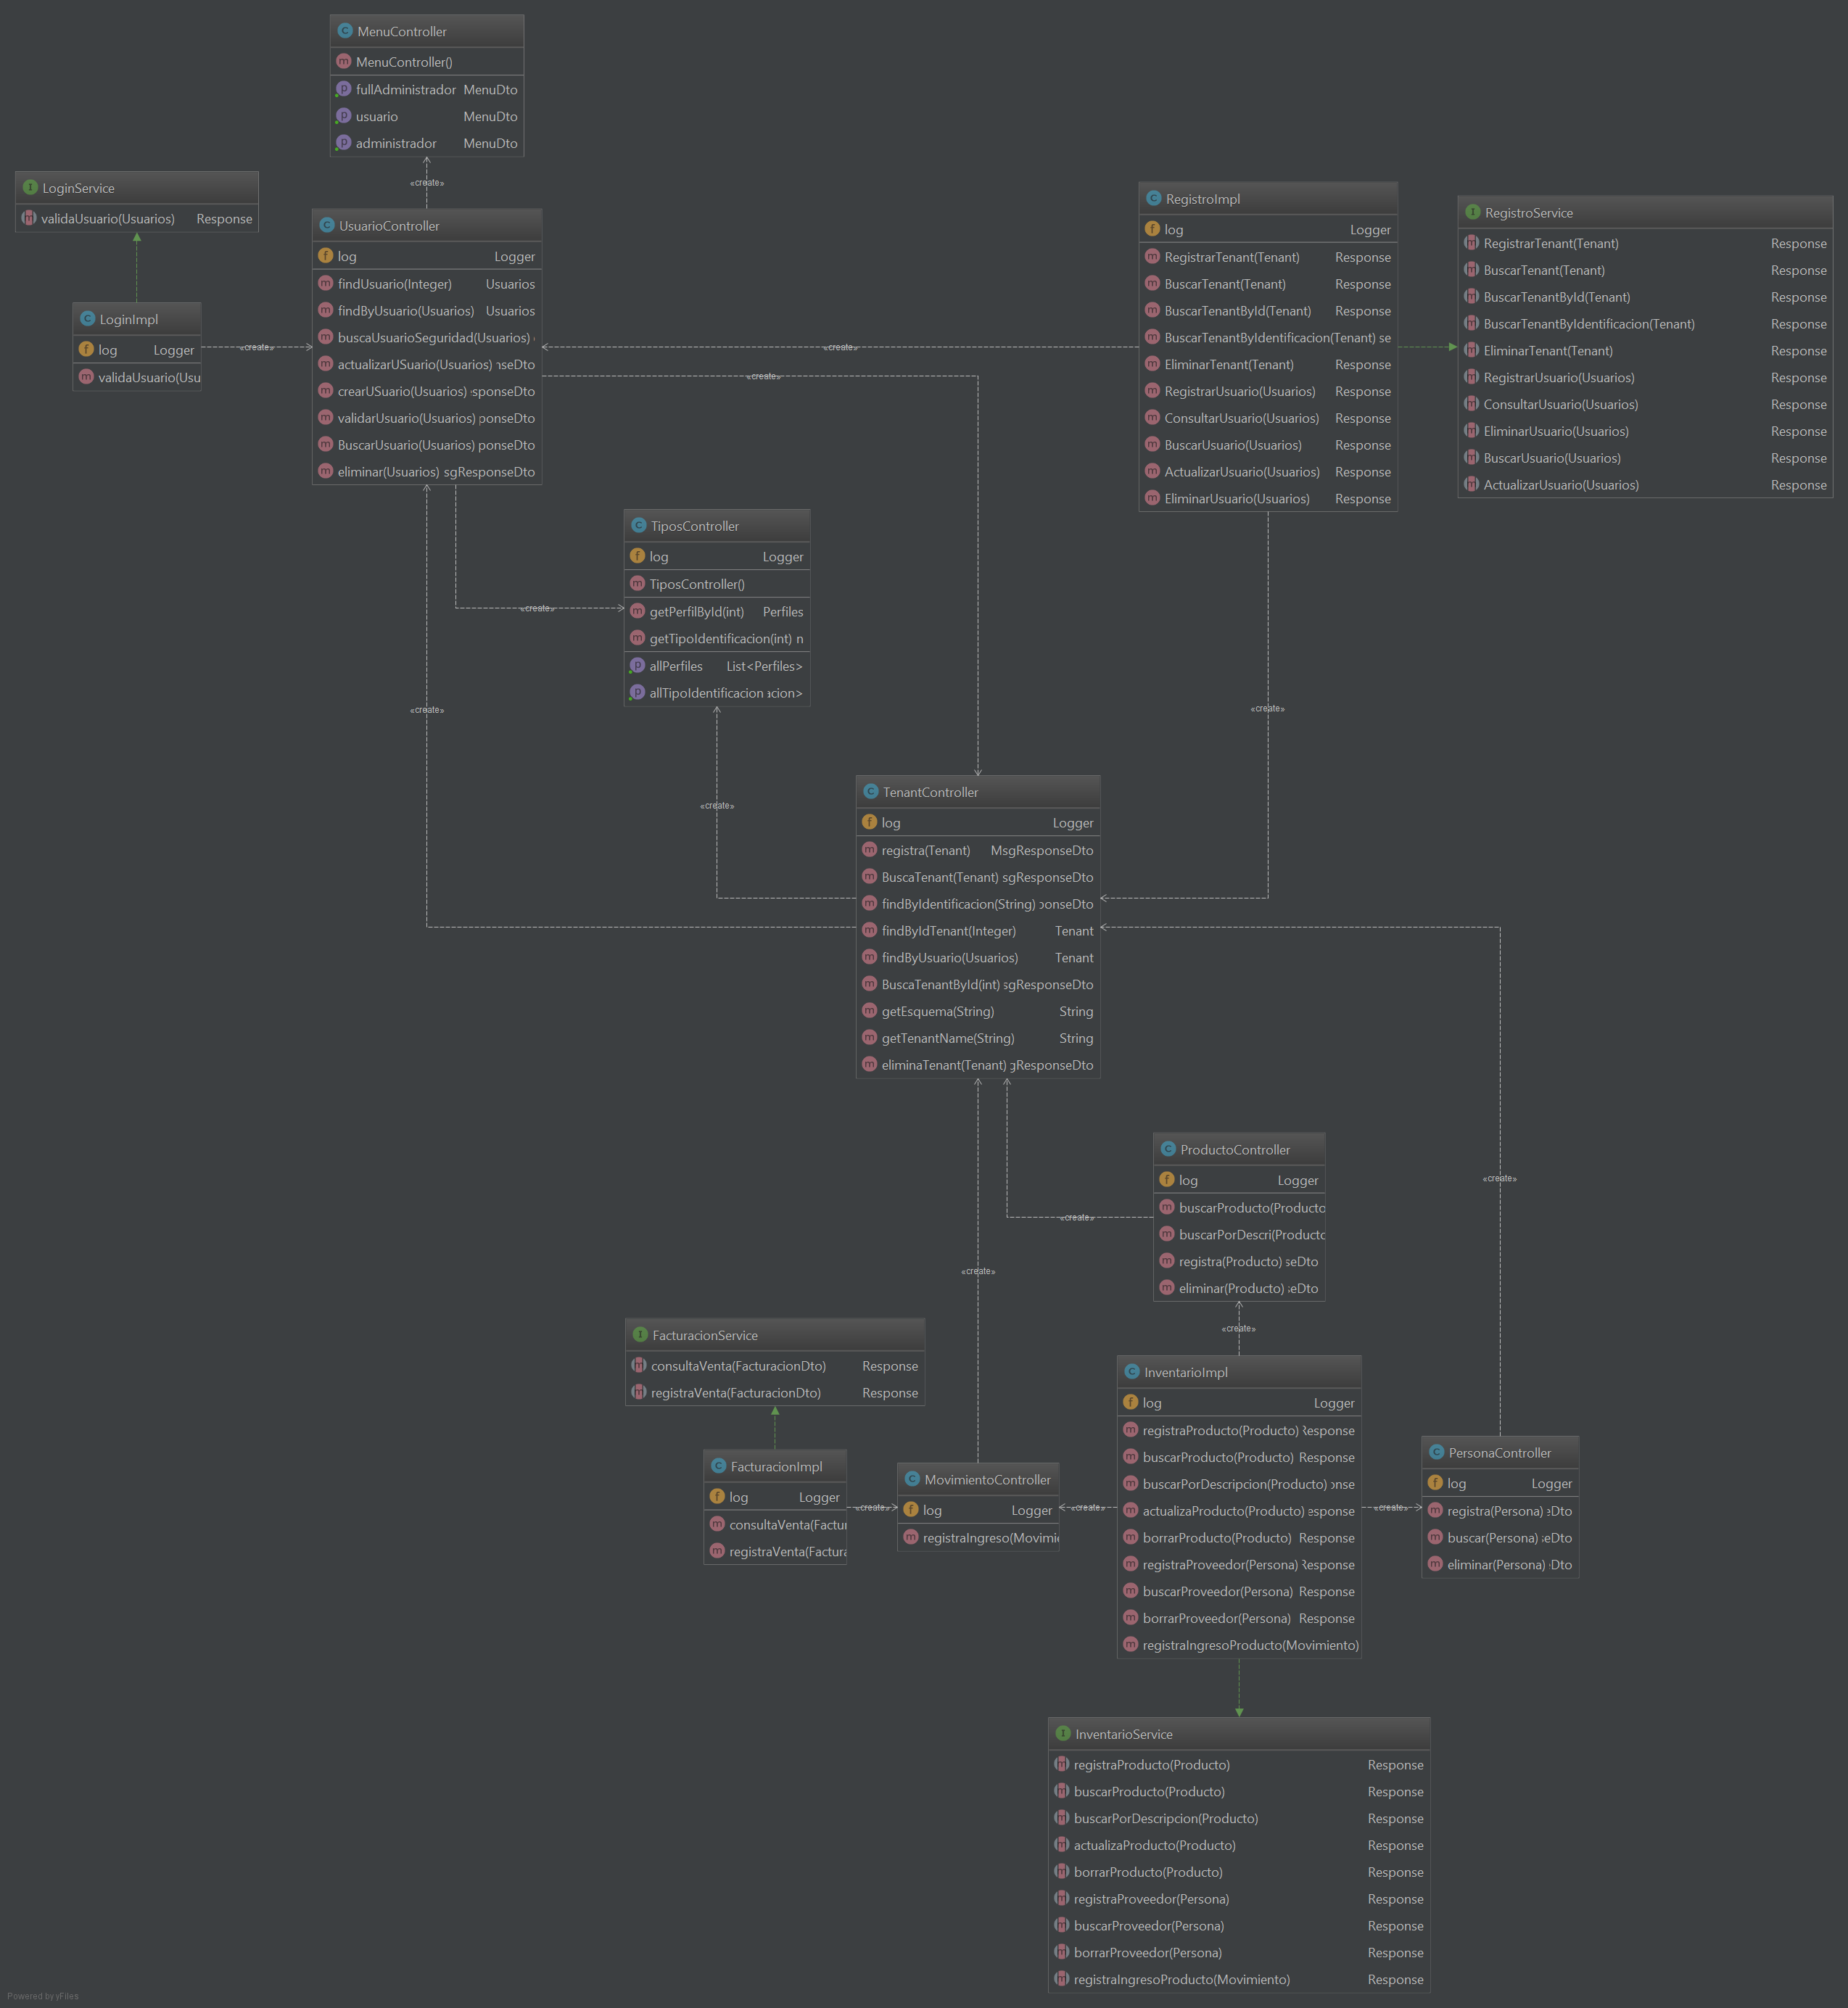 MenuController
MenuController()
fullAdministrador MenuDto
usuario MenuDto
administrador MenuDto
«create»
LoginService
validaUsuario(Usuarios) Response
LoginImpl
log Logger
validaUsuario(Usu
«create»
UsuarioController
log Logger
findUsuario(Integer) Usuarios
findByUsuario(Usuarios) Usuarios
buscaUsuarioSeguridad(Usuarios)
actualizarUSuario(Usuarios) nseDto
crearUSuario(Usuarios) sponseDto
validarUsuario(Usuarios) ponseDto
BuscarUsuario(Usuarios) ponseDto
eliminar(Usuarios) sgResponseDto
«create»
«create»
RegistroImpl
log Logger
RegistrarTenant(Tenant) Response
BuscarTenant(Tenant) Response
BuscarTenantById(Tenant) Response
BuscarTenantByIdentificacion(Tenant) se
EliminarTenant(Tenant) Response
RegistrarUsuario(Usuarios) Response
ConsultarUsuario(Usuarios) Response
BuscarUsuario(Usuarios) Response
ActualizarUsuario(Usuarios) Response
EliminarUsuario(Usuarios) Response
RegistroService
RegistrarTenant(Tenant) Response
BuscarTenant(Tenant) Response
BuscarTenantById(Tenant) Response
BuscarTenantByIdentificacion(Tenant) Response
EliminarTenant(Tenant) Response
RegistrarUsuario(Usuarios) Response
ConsultarUsuario(Usuarios) Response
EliminarUsuario(Usuarios) Response
BuscarUsuario(Usuarios) Response
ActualizarUsuario(Usuarios) Response
TiposController
log Logger
TiposController()
getPerfilById(int) Perfiles
getTipoIdentificacion(int) n
allPerfiles List<Perfiles>
allTipoIdentificacion acion>
«create»
«create»
«create»
«create»
TenantController
log Logger
registra(Tenant) MsgResponseDto
BuscaTenant(Tenant) sgResponseDto
findByIdentificacion(String) ponseDto
findByIdTenant(Integer) Tenant
findByUsuario(Usuarios) Tenant
BuscaTenantById(int) sgResponseDto
getEsquema(String) String
getTenantName(String) String
eliminaTenant(Tenant) gResponseDto
ProductoController
log Logger
buscarProducto(Producto
buscarPorDescri(Producto
registra(Producto) seDto
eliminar(Producto) seDto
«create»
«create»
«create»
«create»
FacturacionService
consultaVenta(FacturacionDto) Response
registraVenta(FacturacionDto) Response
FacturacionImpl
log Logger
consultaVenta(Factur
registraVenta(Factura
«create»
MovimientoController
log Logger
registraIngreso(Movimie
«create»
InventarioImpl
log Logger
registraProducto(Producto) Response
buscarProducto(Producto) Response
buscarPorDescripcion(Producto) onse
actualizaProducto(Producto) esponse
borrarProducto(Producto) Response
registraProveedor(Persona) Response
buscarProveedor(Persona) Response
borrarProveedor(Persona) Response
registraIngresoProducto(Movimiento)
«create»
PersonaController
log Logger
registra(Persona) eDto
buscar(Persona) seDto
eliminar(Persona) Dto
InventarioService
registraProducto(Producto) Response
buscarProducto(Producto) Response
buscarPorDescripcion(Producto) Response
actualizaProducto(Producto) Response
borrarProducto(Producto) Response
registraProveedor(Persona) Response
buscarProveedor(Persona) Response
borrarProveedor(Persona) Response
registraIngresoProducto(Movimiento) Response
Powered by yFiles